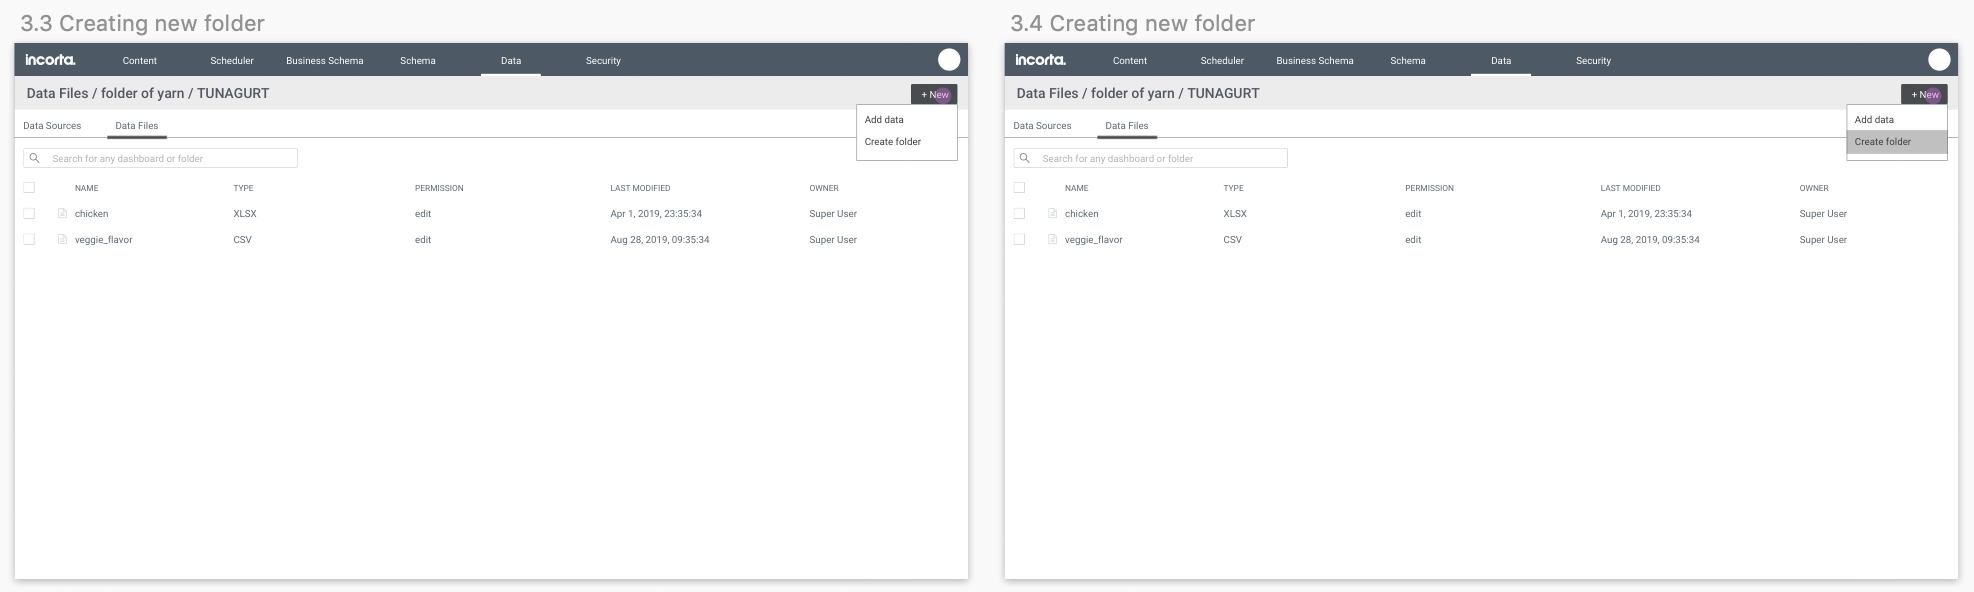 3.3 Creating new folder
incorta. Content Scheduler Business Schema Schema Data Security
Data Files / folder of yarn / TUNAGURT
+ New
Add data
Create folder
Data Sources Data Files
Search for any dashboard or folder
NAME TYPE PERMISSION LAST MODIFIED OWNER
chicken XLSX edit Apr 1, 2019, 23:35:34 Super User
veggie_flavor CSV edit Aug 28, 2019, 09:35:34 Super User
3.4 Creating new folder
incorta. Content Scheduler Business Schema Schema Data Security
Data Files / folder of yarn / TUNAGURT
+ New
Add data
Create folder
Data Sources Data Files
Search for any dashboard or folder
NAME TYPE PERMISSION LAST MODIFIED OWNER
chicken XLSX edit Apr 1, 2019, 23:35:34 Super User
veggie_flavor CSV edit Aug 28, 2019, 09:35:34 Super User